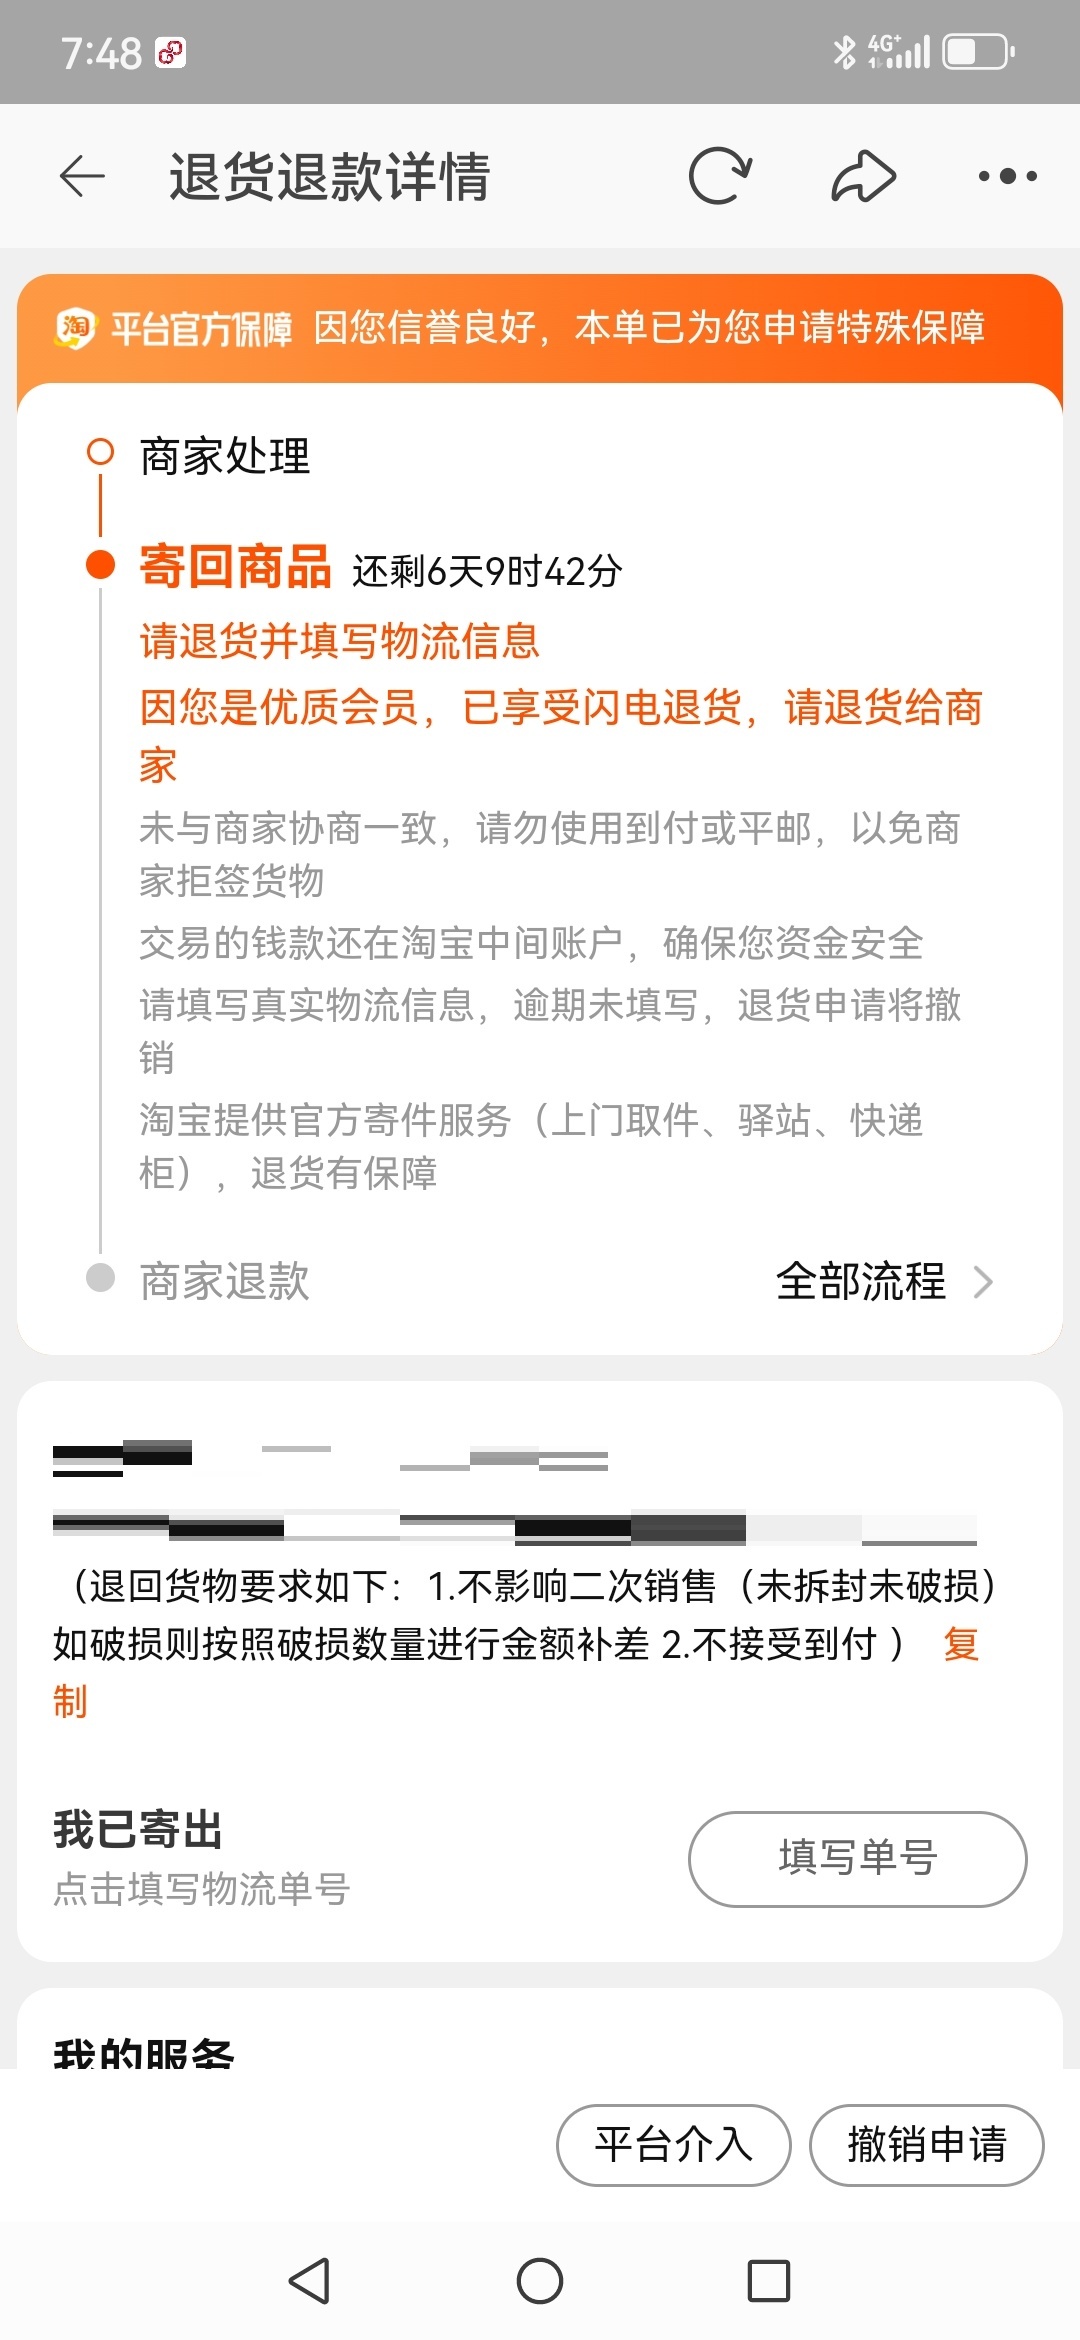 7:48
4G+
退货退款详情
淘 平台官方保障 因您信誉良好，本单已为您申请特殊保障
商家处理
寄回商品 还剩6天9时42分
请退货并填写物流信息
因您是优质会员，已享受闪电退货，请退货给商
家
未与商家协商一致，请勿使用到付或平邮，以免商
家拒签货物
交易的钱款还在淘宝中间账户，确保您资金安全
请填写真实物流信息，逾期未填写，退货申请将撤
销
淘宝提供官方寄件服务（上门取件、驿站、快递
柜），退货有保障
商家退款 全部流程
（退回货物要求如下：1.不影响二次销售（未拆封未破损）
如破损则按照破损数量进行金额补差 2.不接受到付 ） 复
制
我已寄出
点击填写物流单号
填写单号
我的服务
平台介入 撤销申请